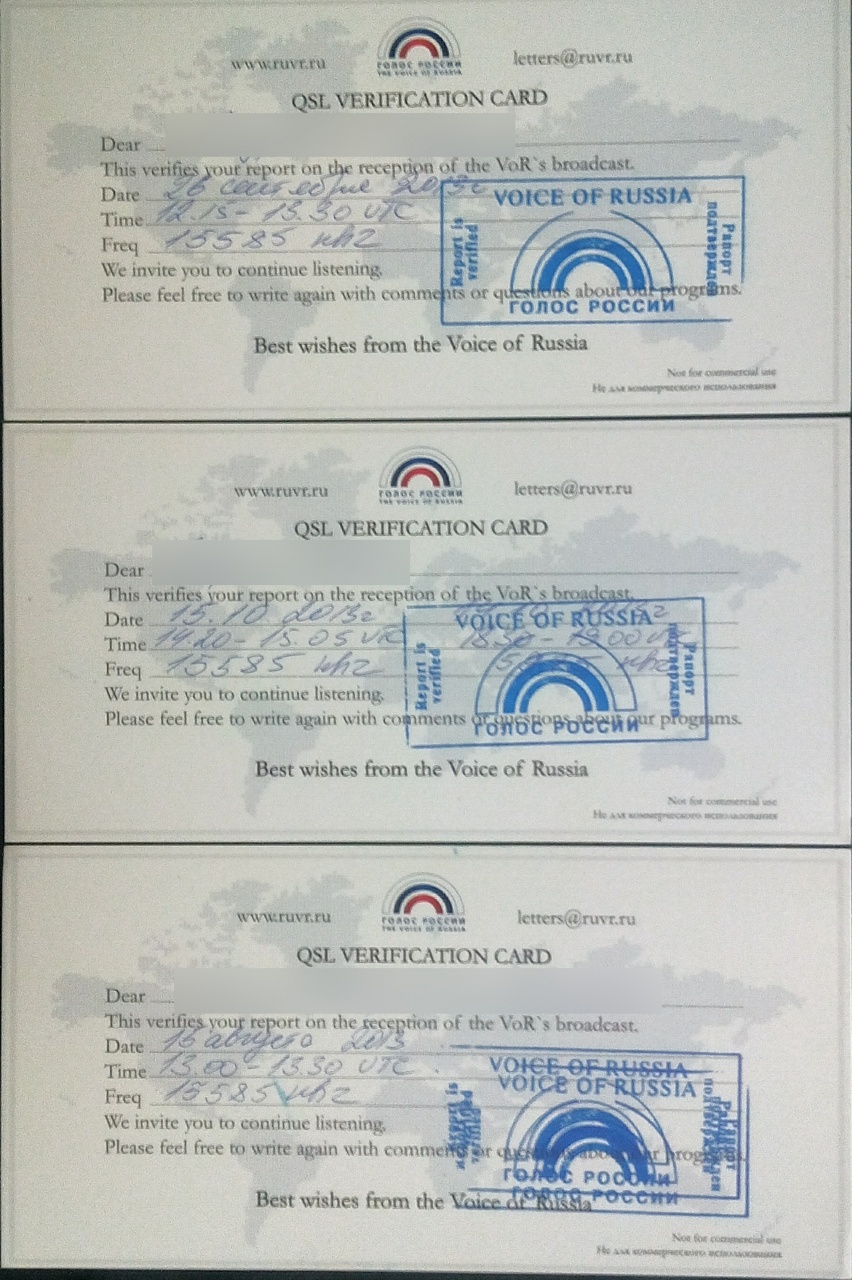 www.ruvr.ru
ГОЛОС РОССИИ
THE VOICE OF RUSSIA
letters@ruvr.ru
QSL VERIFICATION CARD
Dear
This verifies your report on the reception of the VoR`s broadcast.
Date 26 сентября 2013г
Time 12.15 - 13.30 UTC
Freq 15585 khz
VOICE OF RUSSIA
Report is verified
Рапорт подтвержден
ГОЛОС РОССИИ
We invite you to continue listening.
Please feel free to write again with comments or questions about our programs.
Best wishes from the Voice of Russia
Not for commercial use
Не для коммерческого использования
www.ruvr.ru
ГОЛОС РОССИИ
THE VOICE OF RUSSIA
letters@ruvr.ru
QSL VERIFICATION CARD
Dear
This verifies your report on the reception of the VoR`s broadcast.
Date 15.10.2013г
Time 14.20 - 15.05 UTC 18.30 - 19.00 UTC
Freq 15585 khz khz
VOICE OF RUSSIA
Report is verified
Рапорт подтвержден
ГОЛОС РОССИИ
We invite you to continue listening.
Please feel free to write again with comments or questions about our programs.
Best wishes from the Voice of Russia
Not for commercial use
Не для коммерческого использования
www.ruvr.ru
ГОЛОС РОССИИ
THE VOICE OF RUSSIA
letters@ruvr.ru
QSL VERIFICATION CARD
Dear
This verifies your report on the reception of the VoR`s broadcast.
Date августа 2013
Time 13.00 - 13.30 UTC
Freq 15585 khz
VOICE OF RUSSIA
VOICE OF RUSSIA
Report is verified
Рапорт подтвержден
ГОЛОС РОССИИ
ГОЛОС РОССИИ
We invite you to continue listening.
Please feel free to write again with comments or questions about our programs.
Best wishes from the Voice of Russia
Not for commercial use
Не для коммерческого использования